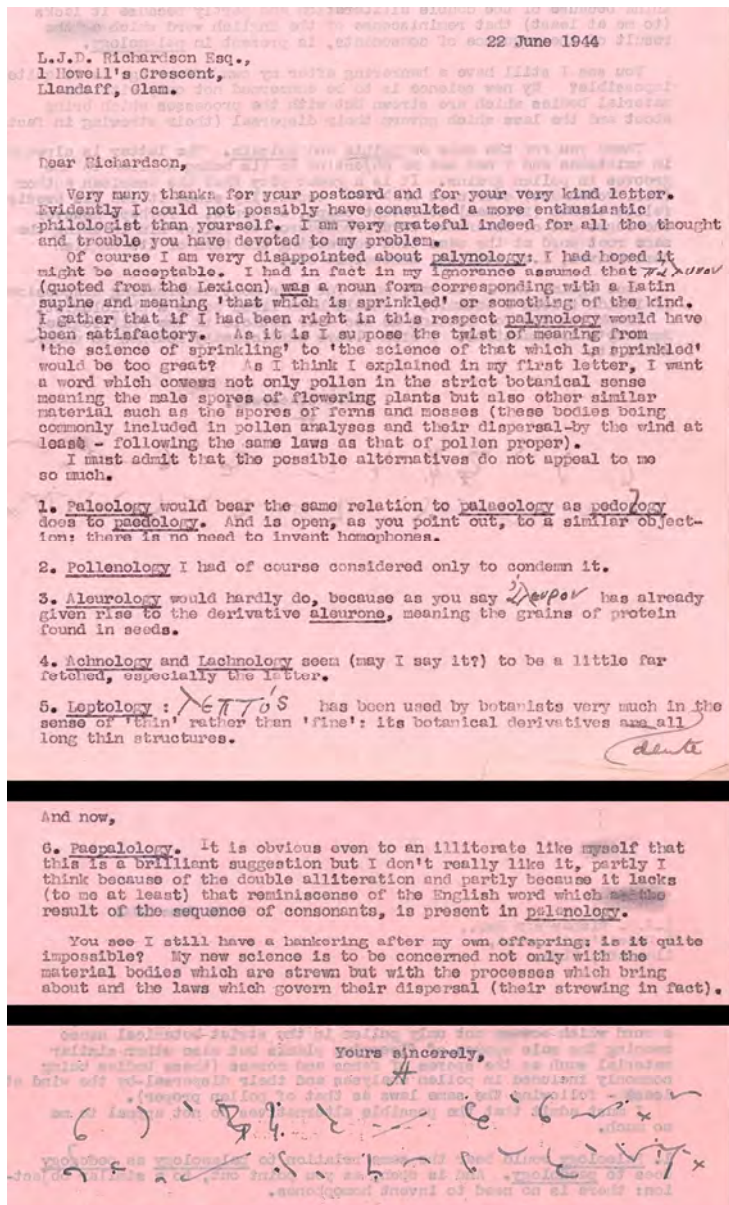 22 June 1944
L.J.D. Richardson Esq.,
1 Howell's Crescent,
Llandaff, Glam.
Dear Richardson,
Very many thanks for your postcard and for your very kind letter.
Evidently I could not possibly have consulted a more enthusiastic
philologist than yourself. I am very grateful indeed for all the thought
and trouble you have devoted to my problem.
Of course I am very disappointed about palynology: I had hoped it
might be acceptable. I had in fact in my ignorance assumed that
(quoted from the Lexicon) was a noun form corresponding with a Latin
supine and meaning 'that which is sprinkled' or something of the kind.
I gather that if I had been right in this respect palynology would have
been satisfactory. As it is I suppose the twist of meaning from
'the science of sprinkling' to 'the science of that which is sprinkled'
would be too great? As I think I explained in my first letter, I want
a word which covers not only pollen in the strict botanical sense
meaning the male spores of flowering plants but also other similar
material such as the spores of ferns and mosses (these bodies being
commonly included in pollen analyses and their dispersal-by the wind at
least - following the same laws as that of pollen proper).
I must admit that the possible alternatives do not appeal to me
so much.
1. Paleology would bear the same relation to palaeology as pedology
does to paedology. And is open, as you point out, to a similar object-
ion: there is no need to invent homophones.
2. Pollenology I had of course considered only to condemn it.
3. Aleurology would hardly do, because as you say ἄλευρον has already
given rise to the derivative aleurone, meaning the grains of protein
found in seeds.
4. Achnology and Lachnology seem (may I say it?) to be a little far
fetched, especially the latter.
5. Leptology : λεπτός has been used by botanists very much in the
sense of 'thin' rather than 'fine': its botanical derivatives are all
long thin structures.
And now,
6. Paepalology. It is obvious even to an illiterate like myself that
this is a brilliant suggestion but I don't really like it, partly I
think because of the double alliteration and partly because it lacks
(to me at least) that reminiscense of the English word which as the
result of the sequence of consonants, is present in palynology.
You see I still have a hankering after my own offspring: is it quite
impossible? My new science is to be concerned not only with the
material bodies which are strewn but with the processes which bring
about and the laws which govern their dispersal (their strewing in fact).
Yours sincerely,